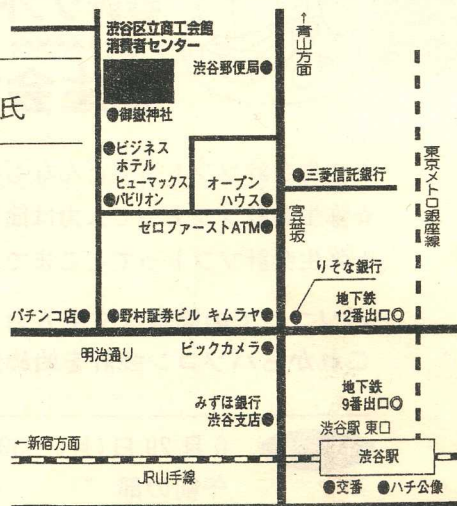 渋谷区立商工会館
消費者センター
↑青山方面
渋谷郵便局
氏
御嶽神社
ビジネス
ホテル
ヒューマックス
パビリオン
オープン
ハウス
三菱信託銀行
東京メトロ銀座線
宮益坂
ゼロファーストATM
りそな銀行
パチンコ店
野村証券ビル
キムラヤ
地下鉄
12番出口
明治通り
ビックカメラ
地下鉄
9番出口
みずほ銀行
渋谷支店
渋谷駅 東口
←新宿方面
渋谷駅
JR山手線
交番
ハチ公像